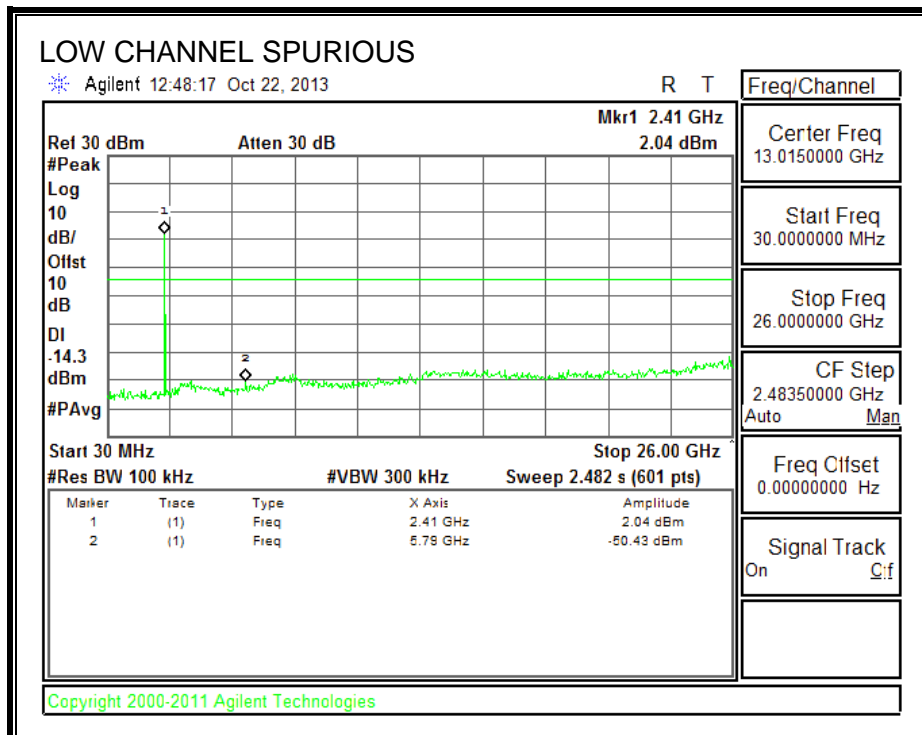 LOW CHANNEL SPURIOUS
Agilent 12:48:17 Oct 22, 2013
R T
Freq/Channel
Mkr1 2.41 GHz
Ref 30 dBm
Atten 30 dB
2.04 dBm
#Peak
Log
10
dB/
Offst
10
dB
DI
-14.3
dBm
#PAvg
1
2
Start 30 MHz
Stop 26.00 GHz
#Res BW 100 kHz
#VBW 300 kHz
Sweep 2.482 s (601 pts)
Marker Trace Type X Axis Amplitude
1 (1) Freq 2.41 GHz 2.04 dBm
2 (1) Freq 5.79 GHz -50.43 dBm
Center Freq
13.0150000 GHz
Start Freq
30.0000000 MHz
Stop Freq
26.0000000 GHz
CF Step
2.48350000 GHz
Auto Man
Freq Offset
0.00000000 Hz
Signal Track
On Off
Copyright 2000-2011 Agilent Technologies